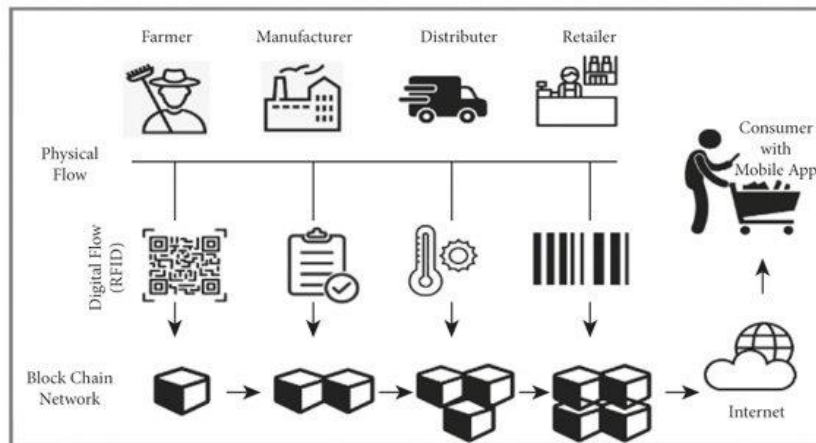 Farmer
Manufacturer
Distributer
Retailer
Physical
Flow
Consumer
with
Mobile App
Digital Flow
(RFID)
Block Chain
Network
Internet